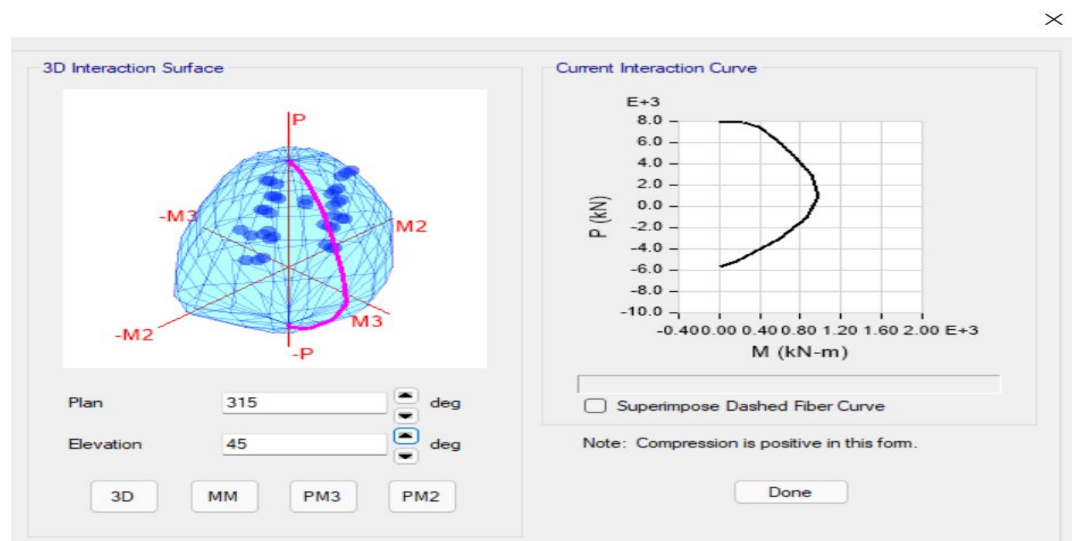 3D Interaction Surface
P
-M3
M2
-M2
M3
-P
Plan 315 deg
Elevation 45 deg
3D MM PM3 PM2
Current Interaction Curve
E+3
8.0
6.0
4.0
2.0
0.0
-2.0
-4.0
-6.0
-8.0
-10.0
P (kN)
-0.400.00 0.40 0.80 1.20 1.60 2.00 E+3
M (kN-m)
Superimpose Dashed Fiber Curve
Note: Compression is positive in this form.
Done